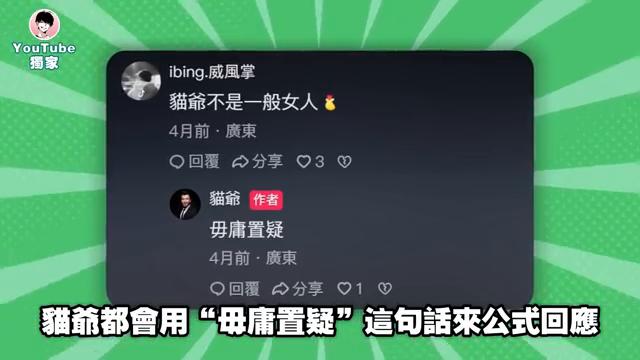 YouTube
獨家
ibing.威風掌
貓爺不是一般女人
4月前·廣東
回覆 分享 3
貓爺 作者
毋庸置疑
4月前·廣東
回覆 分享 1
貓爺都會用“毋庸置疑”這句話來公式回應